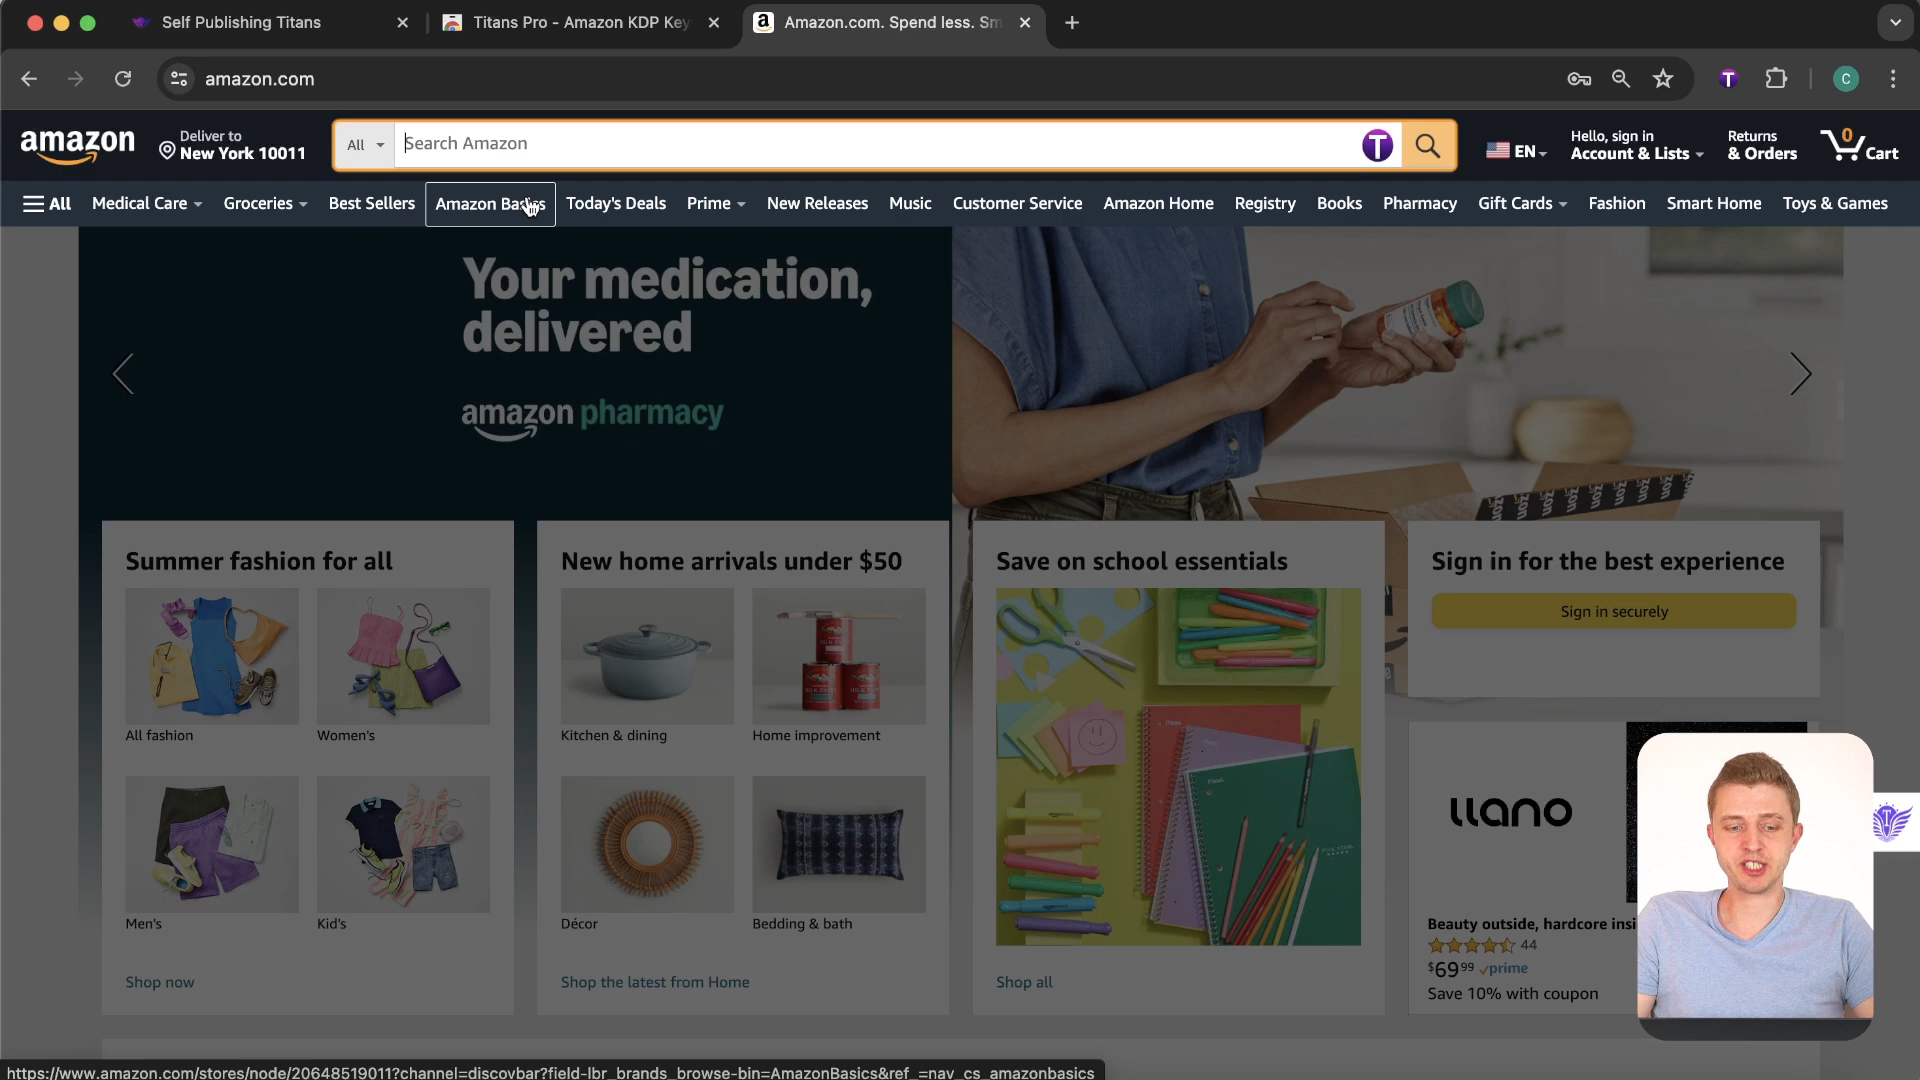 Self Publishing Titans
Titans Pro - Amazon KDP Key
Amazon.com. Spend less. Sm
amazon.com
T
C
amazon
Deliver to
New York 10011
All
Search Amazon
T
EN
Hello, sign in
Account & Lists
Returns
& Orders
0
Cart
All
Medical Care
Groceries
Best Sellers
Amazon Basics
Today's Deals
Prime
New Releases
Music
Customer Service
Amazon Home
Registry
Books
Pharmacy
Gift Cards
Fashion
Smart Home
Toys & Games
Your medication,
delivered
amazon pharmacy
Summer fashion for all
All fashion
Women's
Men's
Kid's
Shop now
New home arrivals under $50
Kitchen & dining
Home improvement
Décor
Bedding & bath
Shop the latest from Home
Save on school essentials
Shop all
Sign in for the best experience
Sign in securely
LLANO
Beauty outside, hardcore insi
44
$69.99 prime
Save 10% with coupon
https://www.amazon.com/stores/node/20648519011?channel=discovbar?field-lbr_brands_browse-bin=AmazonBasics&ref_=nav_cs_amazonbasics